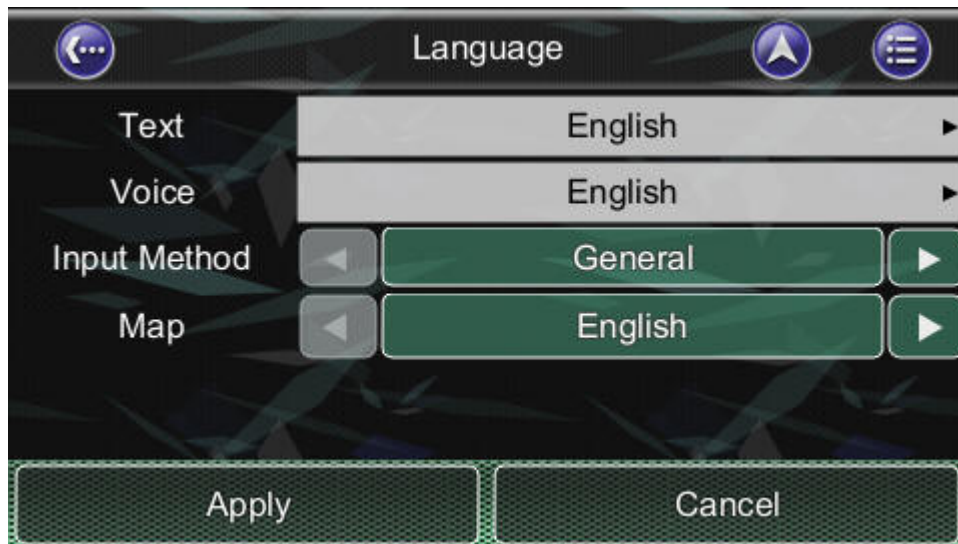 Language
Text English
Voice English
Input Method General
Map English
Apply Cancel